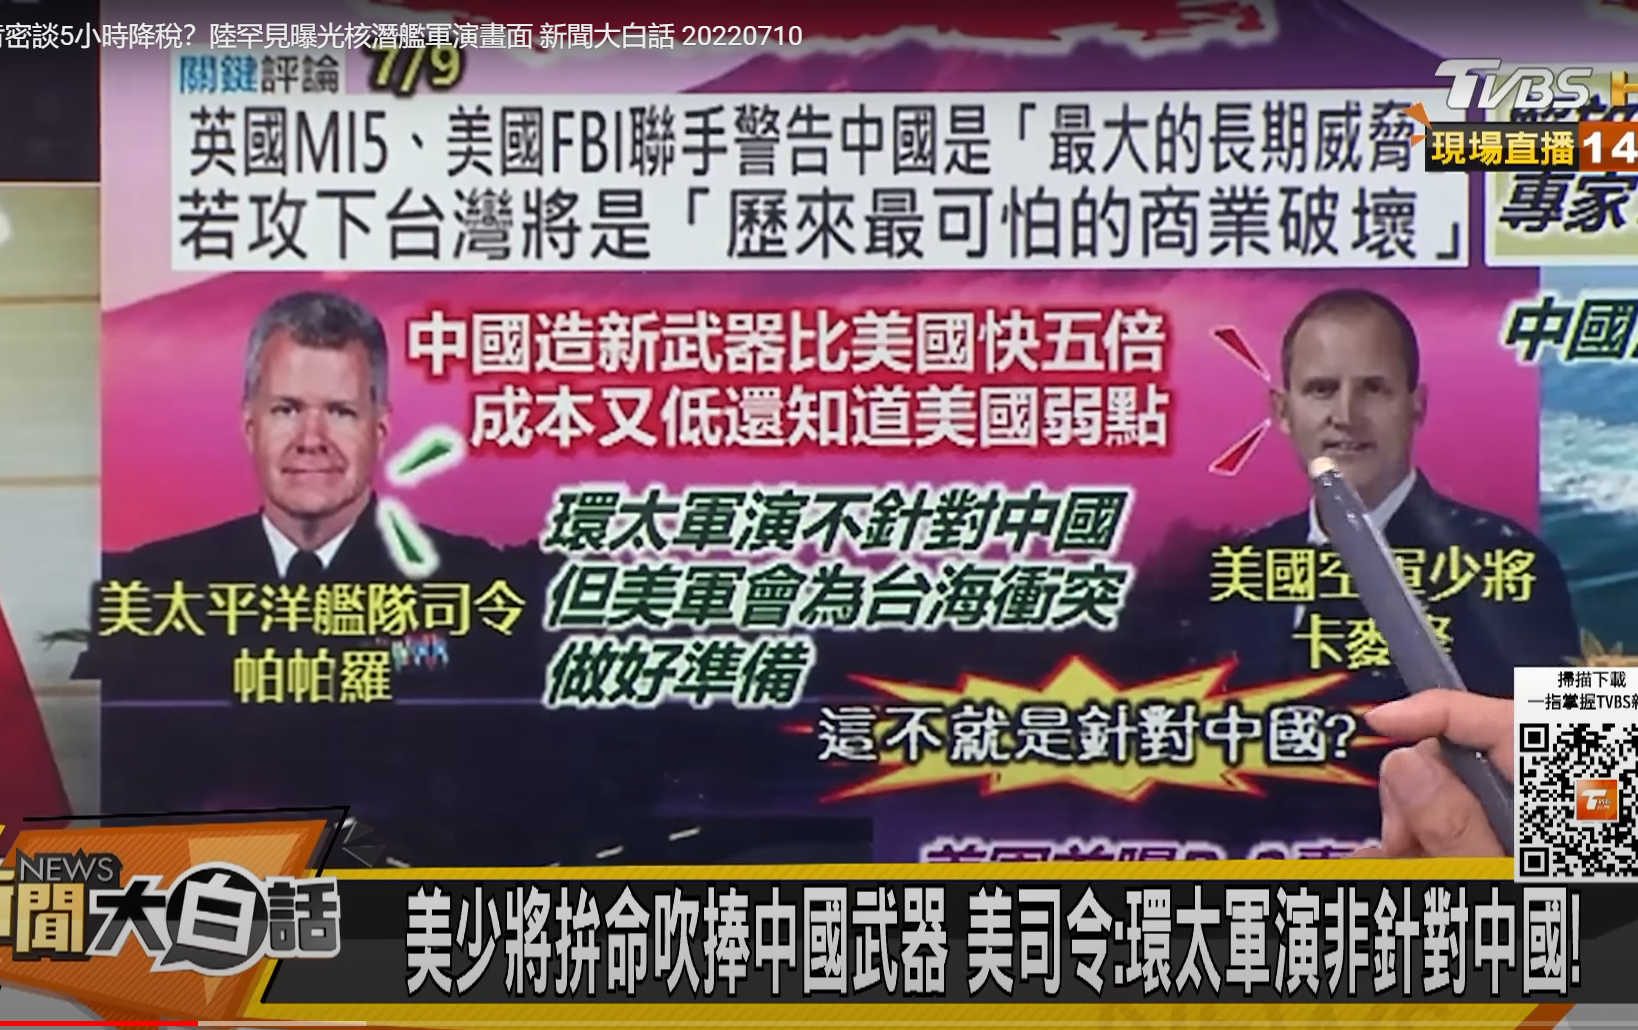 密談5小時降稅? 陸罕見曝光核潛艦軍演畫面 新聞大白話 20220710
關鍵評論 7/9
TVBS
英國MI5、美國FBI聯手警告中國是「最大的長期威脅
若攻下台灣將是「歷來最可怕的商業破壞」
現場直播 14
專家
中國造新武器比美國快五倍
成本又低還知道美國弱點
中國
環太軍演不針對中國
但美軍會為台海衝突
做好準備
美太平洋艦隊司令
帕帕羅
美國空軍少將
卡麥隆
這不就是針對中國?
掃描下載
一指掌握TVBS新
NEWS
新聞大白話
美少將拚命吹捧中國武器 美司令:環太軍演非針對中國!